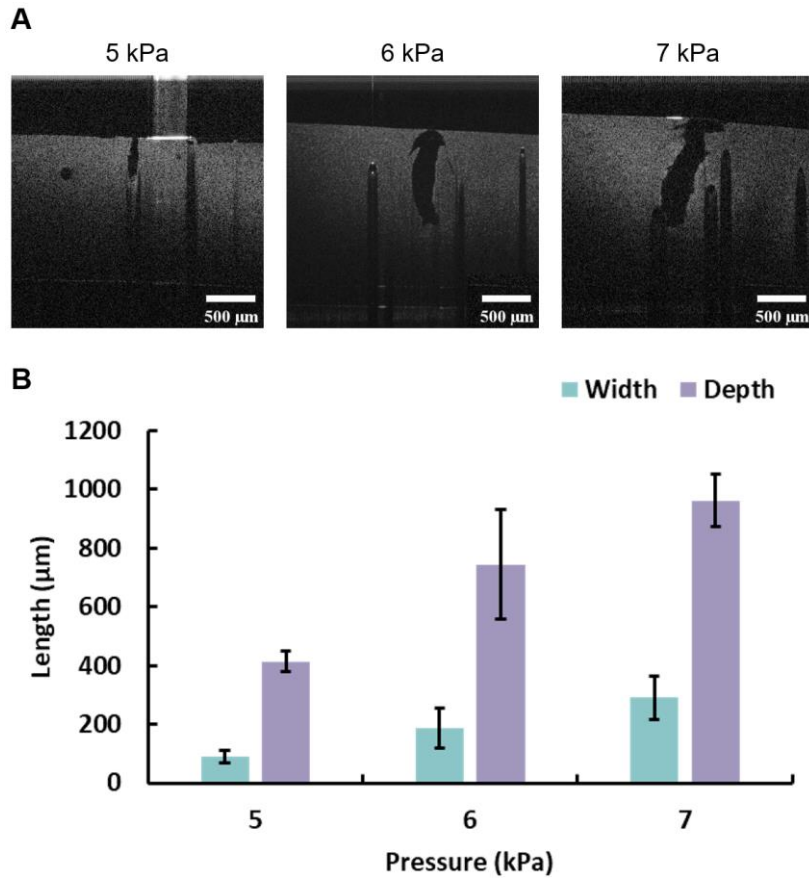 A
5 kPa 6 kPa 7 kPa
500 μm 500 μm 500 μm
B
Width Depth
1200
1000
800
600
400
200
0
Length (μm)
5 6 7
Pressure (kPa)